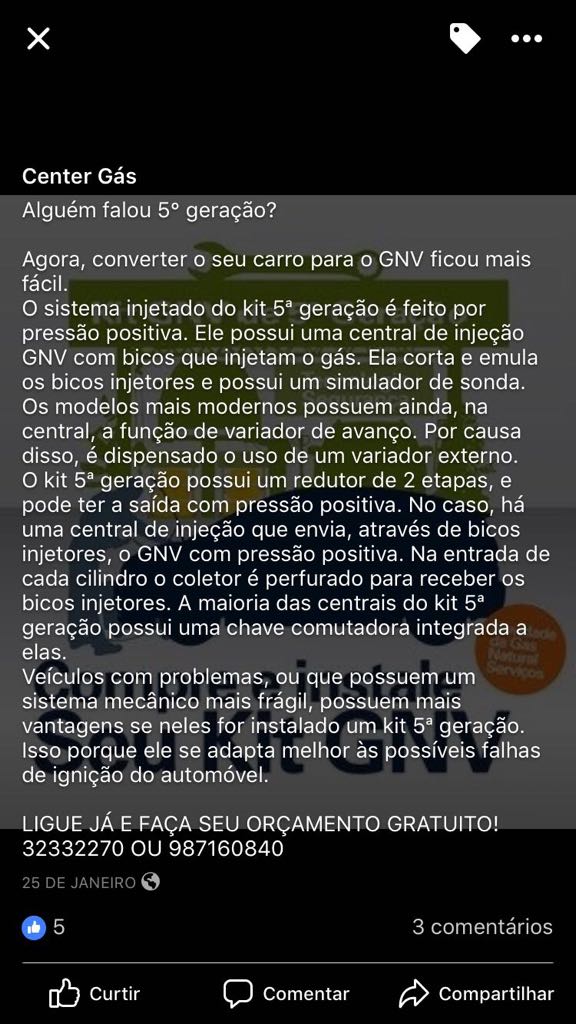 Center Gás
Alguém falou 5° geração?
Agora, converter o seu carro para o GNV ficou mais
fácil.
O sistema injetado do kit 5ª geração é feito por
pressão positiva. Ele possui uma central de injeção
GNV com bicos que injetam o gás. Ela corta e emula
os bicos injetores e possui um simulador de sonda.
Os modelos mais modernos possuem ainda, na
central, a função de variador de avanço. Por causa
disso, é dispensado o uso de um variador externo.
O kit 5ª geração possui um redutor de 2 etapas, e
pode ter a saída com pressão positiva. No caso, há
uma central de injeção que envia, através de bicos
injetores, o GNV com pressão positiva. Na entrada de
cada cilindro o coletor é perfurado para receber os
bicos injetores. A maioria das centrais do kit 5ª
geração possui uma chave comutadora integrada a
elas.
Veículos com problemas, ou que possuem um
sistema mecânico mais frágil, possuem mais
vantagens se neles for instalado um kit 5ª geração.
Isso porque ele se adapta melhor às possíveis falhas
de ignição do automóvel.
LIGUE JÁ E FAÇA SEU ORÇAMENTO GRATUITO!
32332270 OU 987160840
25 DE JANEIRO
5
3 comentários
Curtir
Comentar
Compartilhar